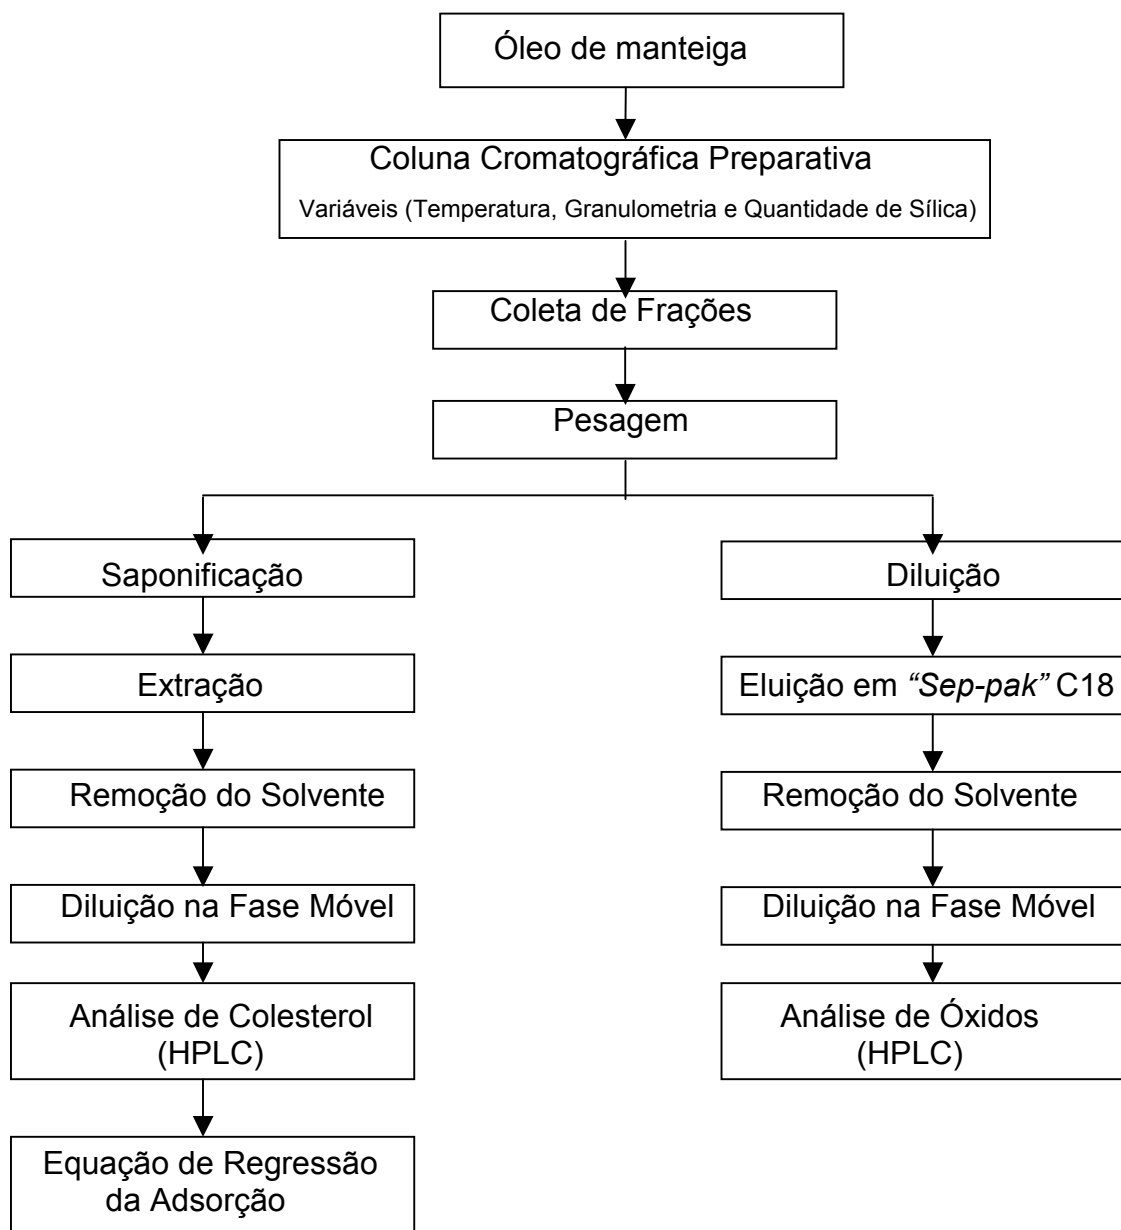 Óleo de manteiga
Coluna Cromatográfica Preparativa
Variáveis (Temperatura, Granulometria e Quantidade de Sílica)
Coleta de Frações
Pesagem
Saponificação
Extração
Remoção do Solvente
Diluição na Fase Móvel
Análise de Colesterol
(HPLC)
Equação de Regressão
da Adsorção
Diluição
Eluição em “Sep-pak” C18
Remoção do Solvente
Diluição na Fase Móvel
Análise de Óxidos
(HPLC)